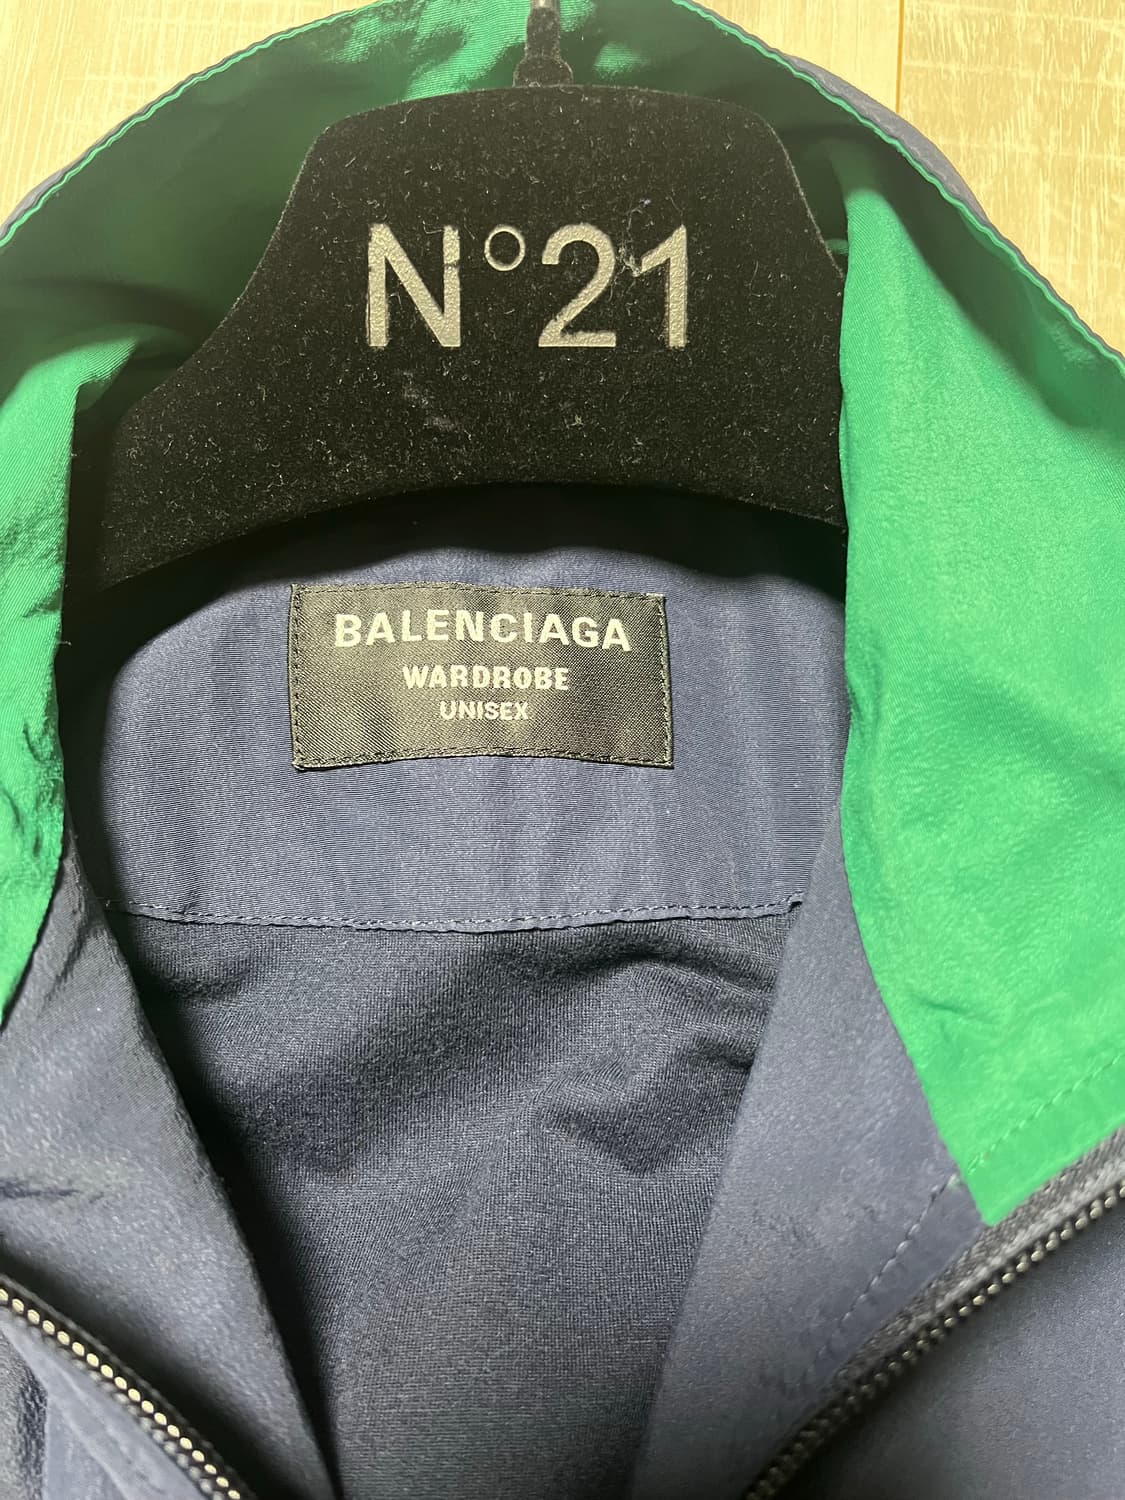 N°21
BALENCIAGA
WARDROBE
UNISEX